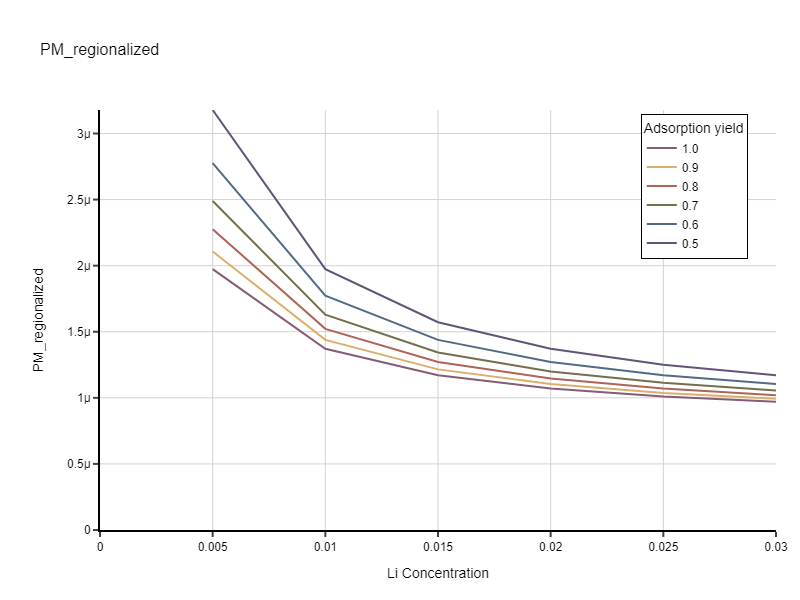 PM_regionalized
Adsorption yield
1.0
0.9
0.8
0.7
0.6
0.5
3µ
2.5µ
2µ
1.5µ
1µ
0.5µ
0
PM_regionalized
0
0.005
0.01
0.015
0.02
0.025
0.03
Li Concentration